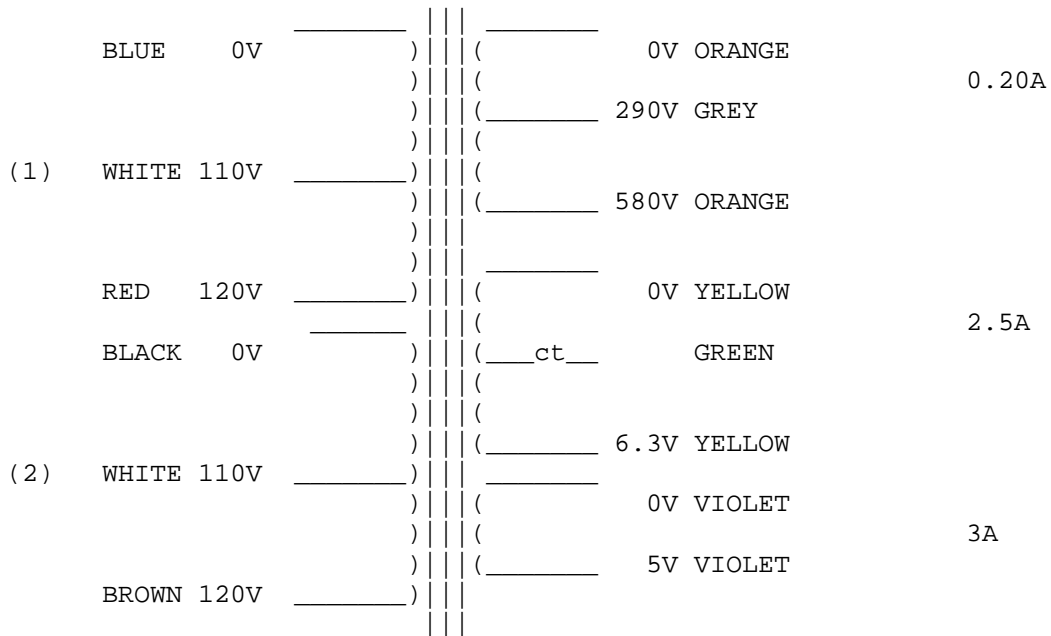 BLUE 0V 0V ORANGE
0.20A
290V GREY
(1) WHITE 110V
580V ORANGE
RED 120V 0V YELLOW
2.5A
BLACK 0V ct GREEN
6.3V YELLOW
(2) WHITE 110V
0V VIOLET
3A
5V VIOLET
BROWN 120V